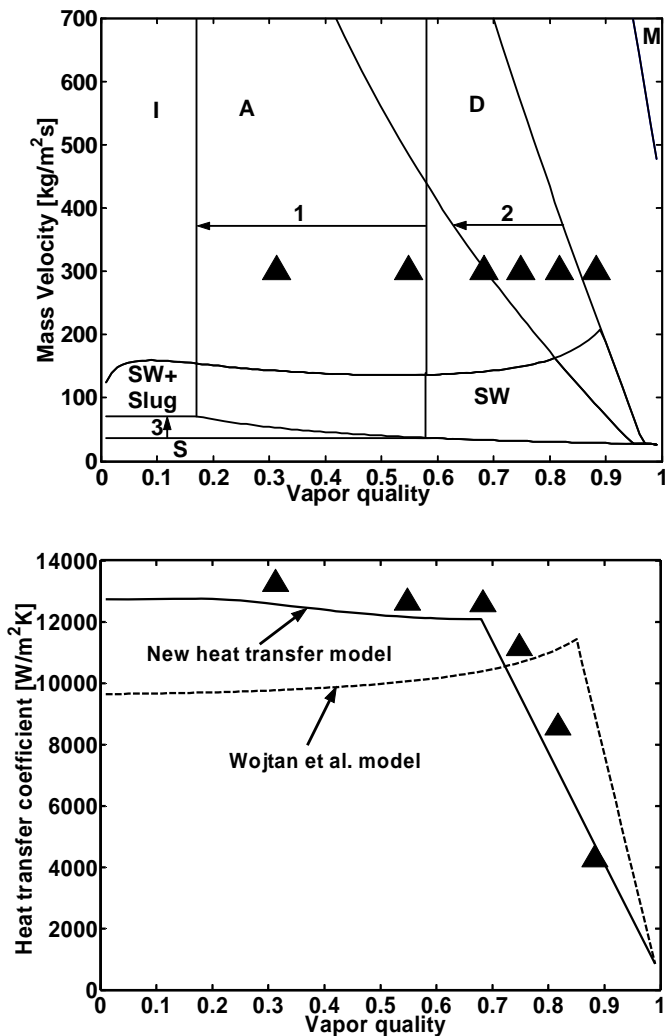 700
M
600
I
A
D
500
400
1
2
300
200
SW+
Slug
SW
100
3
S
0
0
0.1
0.2
0.3
0.4
0.5
0.6
0.7
0.8
0.9
1
Mass Velocity [kg/m²s]
Vapor quality
14000
12000
New heat transfer model
10000
Wojtan et al. model
8000
6000
4000
2000
0
0
0.1
0.2
0.3
0.4
0.5
0.6
0.7
0.8
0.9
1
Heat transfer coefficient [W/m²K]
Vapor quality